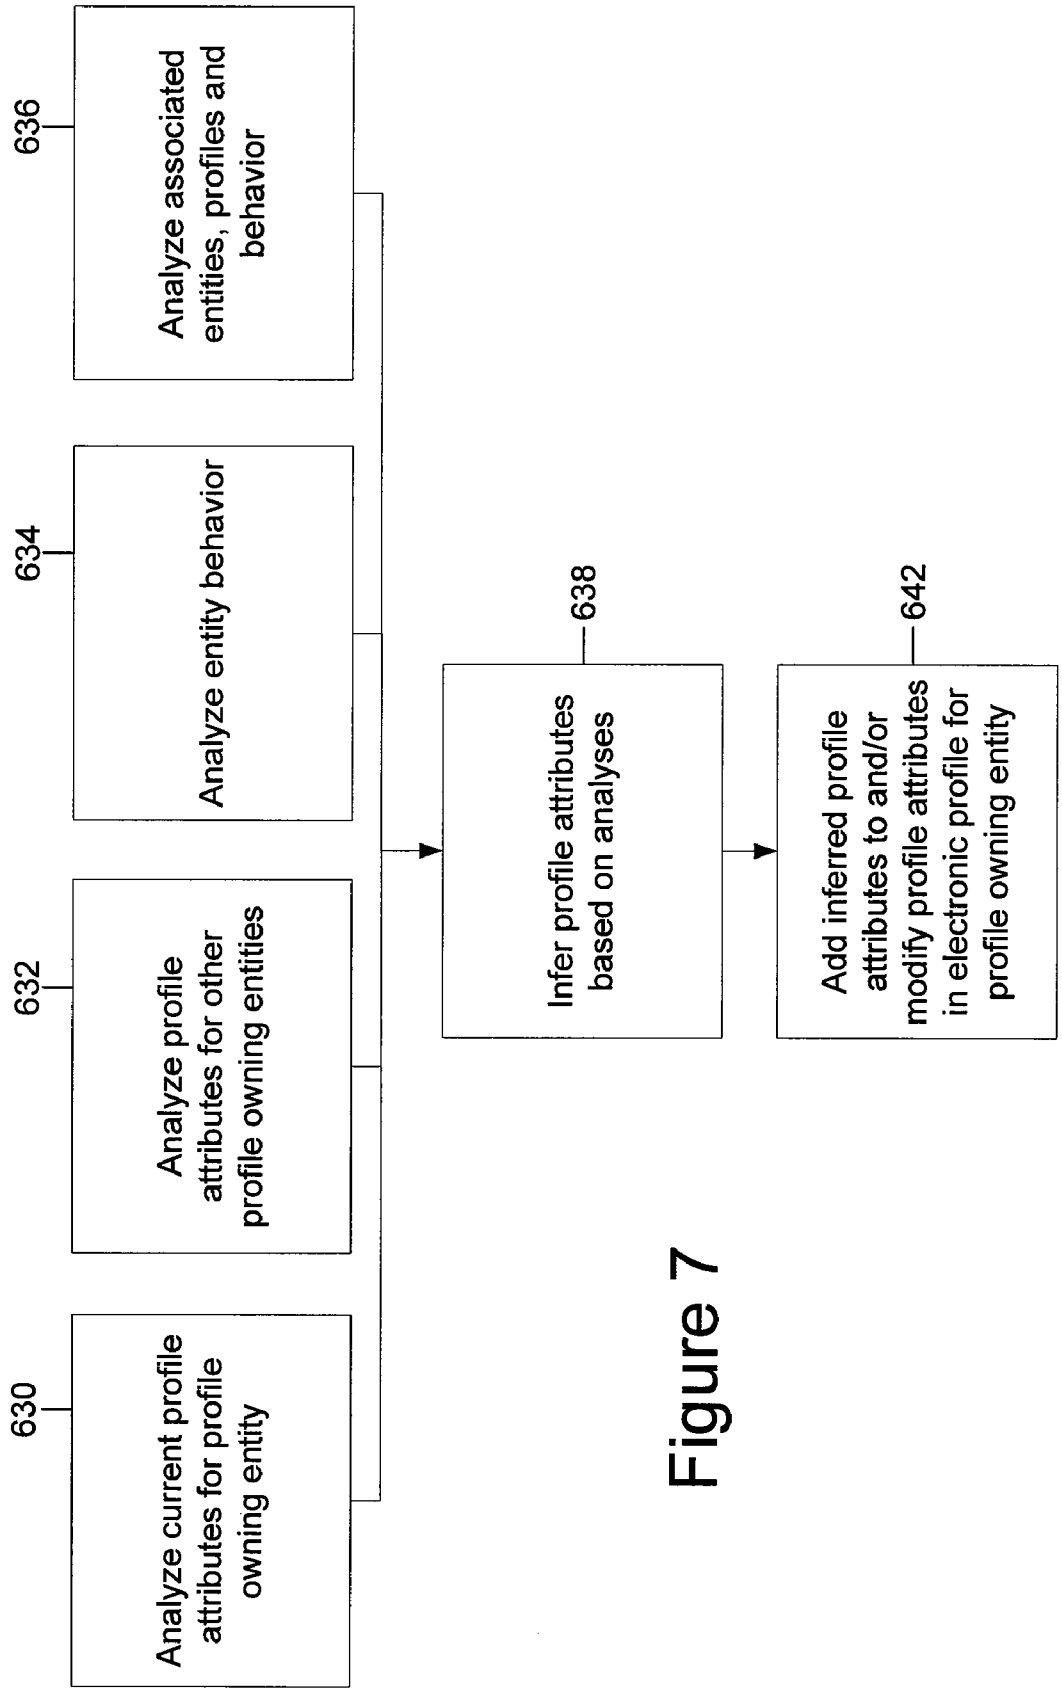 630
Analyze current profile
attributes for profile
owning entity
632
Analyze profile
attributes for other
profile owning entities
634
Analyze entity behavior
636
Analyze associated
entities, profiles and
behavior
638
Infer profile attributes
based on analyses
642
Add inferred profile
attributes to and/or
modify profile attributes
in electronic profile for
profile owning entity
Figure 7